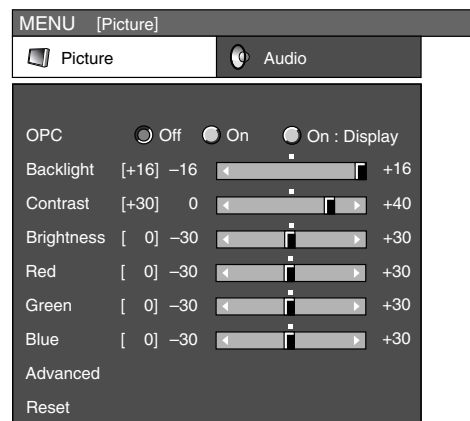 MENU [Picture]
Picture Audio
OPC Off On On : Display
Backlight [+16] –16 +16
Contrast [+30] 0 +40
Brightness [ 0] –30 +30
Red [ 0] –30 +30
Green [ 0] –30 +30
Blue [ 0] –30 +30
Advanced
Reset